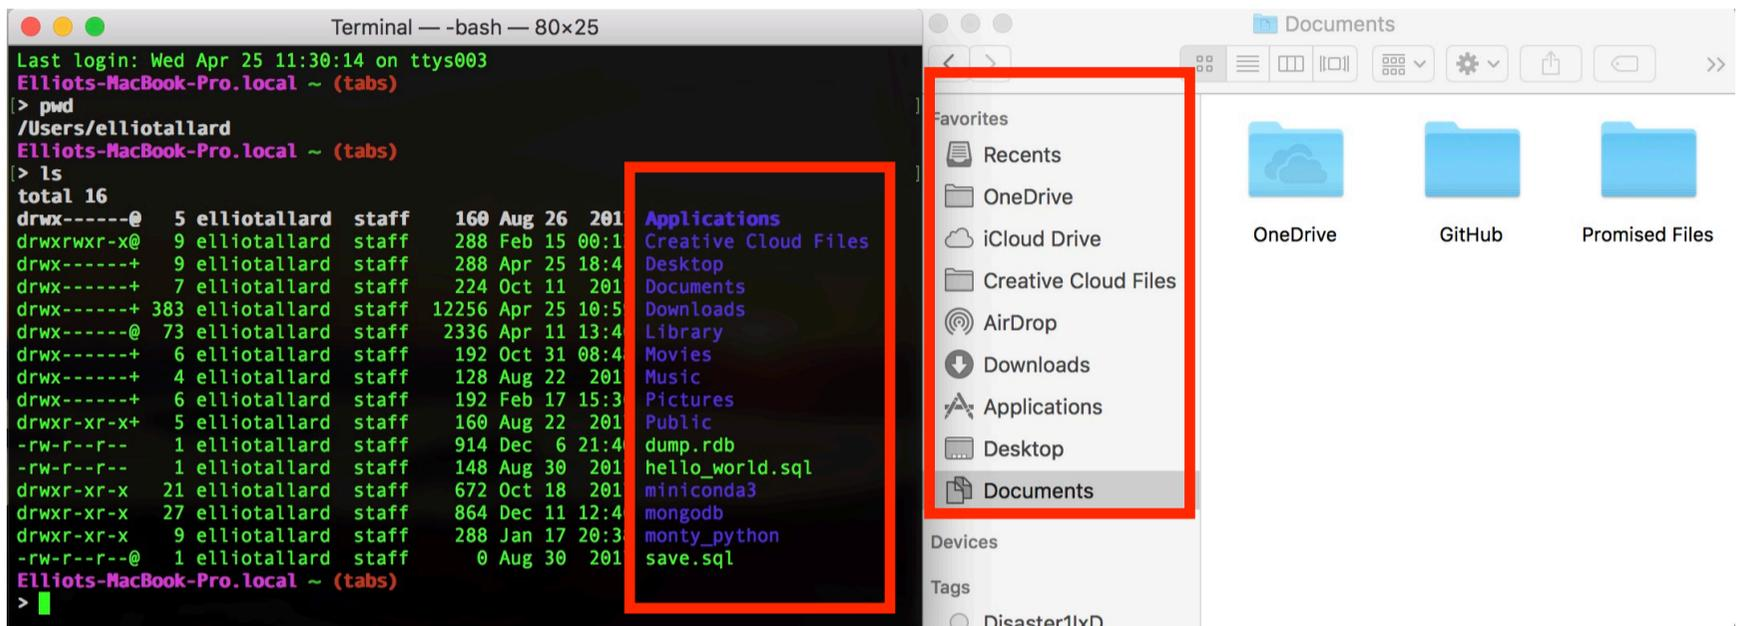 Terminal — -bash — 80×25
Last login: Wed Apr 25 11:30:14 on ttys003
Elliots-MacBook-Pro.local ~ (tabs)
[> pwd ]
/Users/elliotallard
Elliots-MacBook-Pro.local ~ (tabs)
[> ls ]
total 16
drwx------@ 5 elliotallard staff 160 Aug 26 201 Applications
drwxrwxr-x@ 9 elliotallard staff 288 Feb 15 00:1 Creative Cloud Files
drwx------+ 9 elliotallard staff 288 Apr 25 18:4 Desktop
drwx------+ 7 elliotallard staff 224 Oct 11 201 Documents
drwx------+ 383 elliotallard staff 12256 Apr 25 10:5 Downloads
drwx------@ 73 elliotallard staff 2336 Apr 11 13:4 Library
drwx------+ 6 elliotallard staff 192 Oct 31 08:4 Movies
drwx------+ 4 elliotallard staff 128 Aug 22 201 Music
drwx------+ 6 elliotallard staff 192 Feb 17 15:3 Pictures
drwxr-xr-x+ 5 elliotallard staff 160 Aug 22 201 Public
-rw-r--r-- 1 elliotallard staff 914 Dec 6 21:4 dump.rdb
-rw-r--r-- 1 elliotallard staff 148 Aug 30 201 hello_world.sql
drwxr-xr-x 21 elliotallard staff 672 Oct 18 201 miniconda3
drwxr-xr-x 27 elliotallard staff 864 Dec 11 12:4 mongodb
drwxr-xr-x 9 elliotallard staff 288 Jan 17 20:3 monty_python
-rw-r--r--@ 1 elliotallard staff 0 Aug 30 201 save.sql
Elliots-MacBook-Pro.local ~ (tabs)
>
Documents
Favorites
Recents
OneDrive
iCloud Drive
Creative Cloud Files
AirDrop
Downloads
Applications
Desktop
Documents
Devices
Tags
OneDrive
GitHub
Promised Files